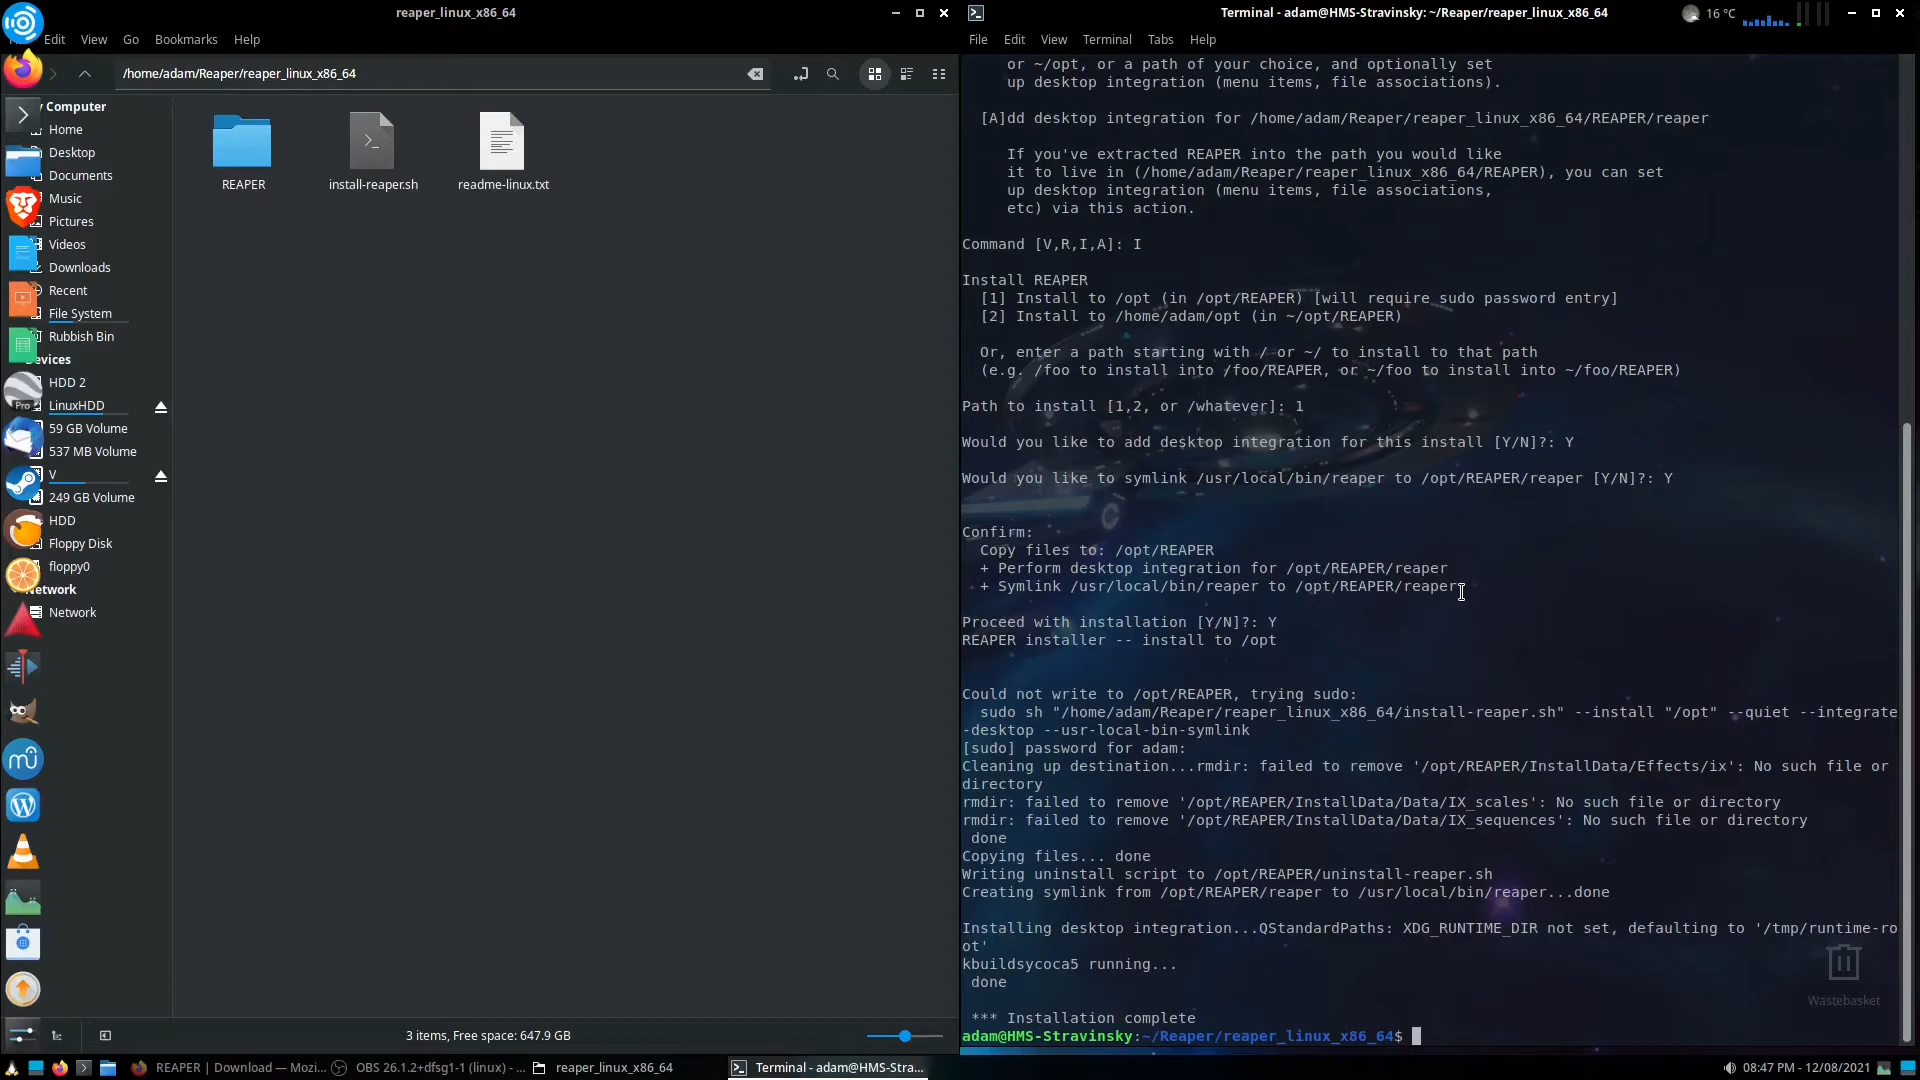 reaper_linux_x86_64
Edit View Go Bookmarks Help
/home/adam/Reaper/reaper_linux_x86_64
y Computer
Home
Desktop
Documents
Music
Pictures
Videos
Downloads
Recent
File System
Rubbish Bin
Devices
HDD 2
LinuxHDD
59 GB Volume
537 MB Volume
V
249 GB Volume
HDD
Floppy Disk
floppy0
Network
Network
Pro
REAPER
install-reaper.sh
readme-linux.txt
3 items, Free space: 647.9 GB
Terminal - adam@HMS-Stravinsky: ~/Reaper/reaper_linux_x86_64
16 °C
File Edit View Terminal Tabs Help
or ~/opt, or a path of your choice, and optionally set
up desktop integration (menu items, file associations).
[A]dd desktop integration for /home/adam/Reaper/reaper_linux_x86_64/REAPER/reaper
If you've extracted REAPER into the path you would like
it to live in (/home/adam/Reaper/reaper_linux_x86_64/REAPER), you can set
up desktop integration (menu items, file associations,
etc) via this action.
Command [V,R,I,A]: I
Install REAPER
[1] Install to /opt (in /opt/REAPER) [will require sudo password entry]
[2] Install to /home/adam/opt (in ~/opt/REAPER)
Or, enter a path starting with / or ~/ to install to that path
(e.g. /foo to install into /foo/REAPER, or ~/foo to install into ~/foo/REAPER)
Path to install [1,2, or /whatever]: 1
Would you like to add desktop integration for this install [Y/N]?: Y
Would you like to symlink /usr/local/bin/reaper to /opt/REAPER/reaper [Y/N]?: Y
Confirm:
Copy files to: /opt/REAPER
+ Perform desktop integration for /opt/REAPER/reaper
+ Symlink /usr/local/bin/reaper to /opt/REAPER/reaper
Proceed with installation [Y/N]?: Y
REAPER installer -- install to /opt
Could not write to /opt/REAPER, trying sudo:
sudo sh "/home/adam/Reaper/reaper_linux_x86_64/install-reaper.sh" --install "/opt" --quiet --integrate
-desktop --usr-local-bin-symlink
[sudo] password for adam:
Cleaning up destination...rmdir: failed to remove '/opt/REAPER/InstallData/Effects/ix': No such file or
directory
rmdir: failed to remove '/opt/REAPER/InstallData/Data/IX_scales': No such file or directory
rmdir: failed to remove '/opt/REAPER/InstallData/Data/IX_sequences': No such file or directory
done
Copying files... done
Writing uninstall script to /opt/REAPER/uninstall-reaper.sh
Creating symlink from /opt/REAPER/reaper to /usr/local/bin/reaper...done
Installing desktop integration...QStandardPaths: XDG_RUNTIME_DIR not set, defaulting to '/tmp/runtime-ro
ot'
kbuildsycoca5 running...
done
*** Installation complete
adam@HMS-Stravinsky:~/Reaper/reaper_linux_x86_64$
Wastebasket
REAPER | Download — Mozi...
OBS 26.1.2+dfsg1-1 (linux) - ...
reaper_linux_x86_64
Terminal - adam@HMS-Stra...
08:47 PM - 12/08/2021